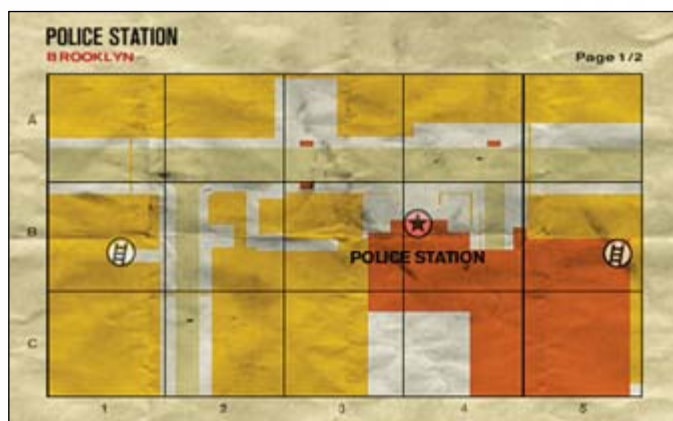 POLICE STATION
BROOKLYN
Page 1/2
A
B
POLICE STATION
C
1 2 3 4 5